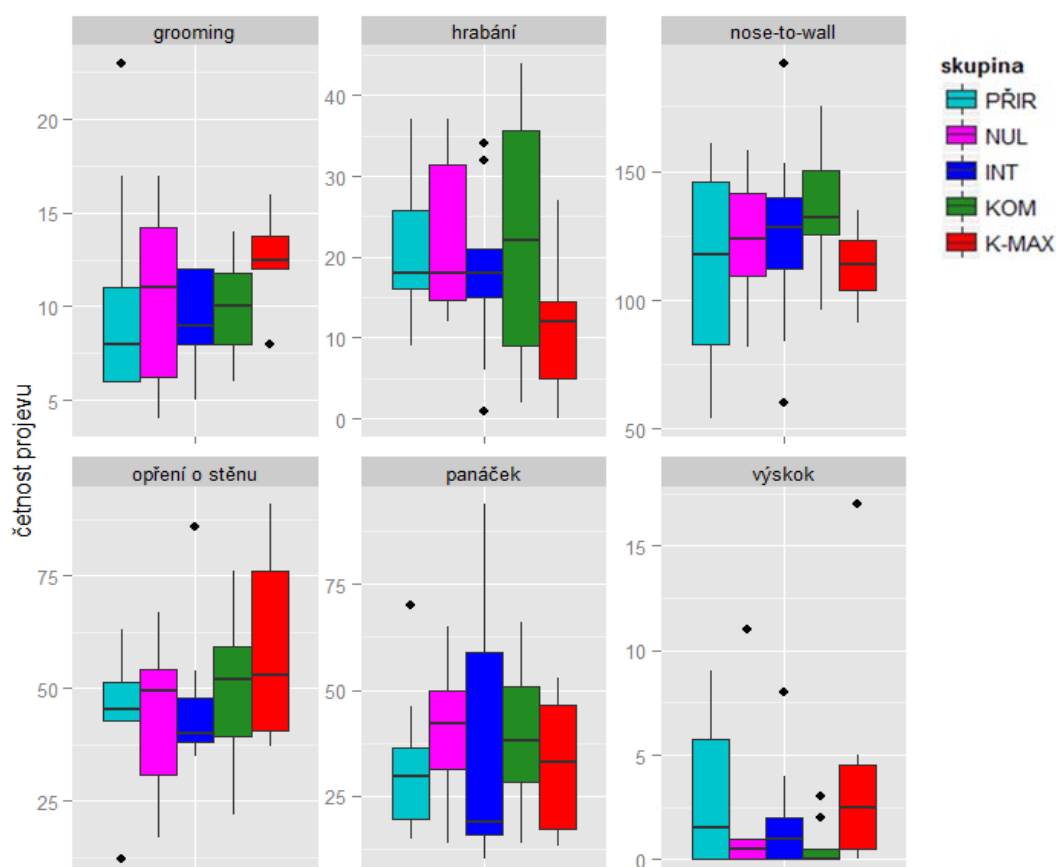 grooming
hrabání
nose-to-wall
20
15
10
5
40
30
20
10
0
150
100
50
skupina
PŘIR
NUL
INT
KOM
K-MAX
četnost projevu
opření o stěnu
panáček
výskok
75
50
25
75
50
25
15
10
5
0